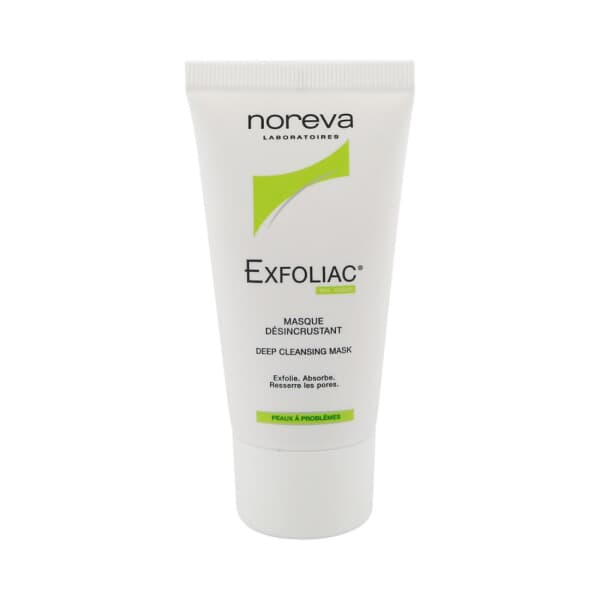 noreva
LABORATOIRES
EXFOLIAC®
MASQUE
DÉSINCRUSTANT
DEEP CLEANSING MASK
Exfolie. Absorbe.
Resserre les pores.
PEAUX À PROBLÈMES